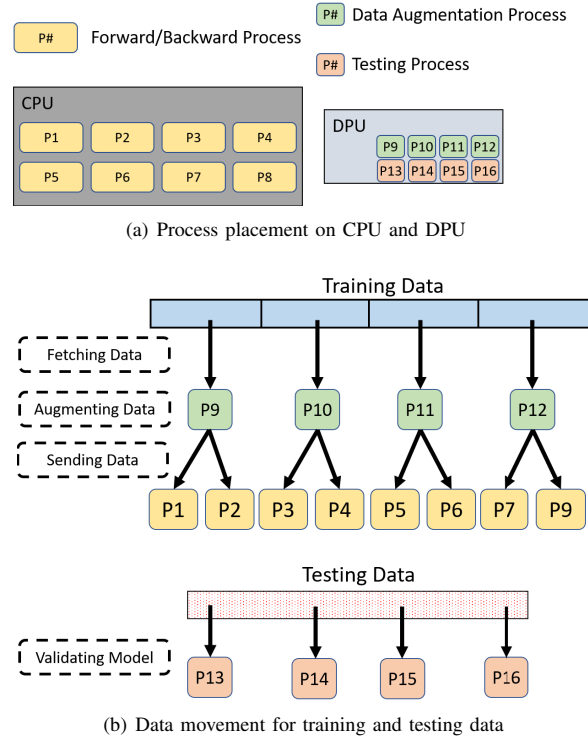 P# Forward/Backward Process
P# Data Augmentation Process
P# Testing Process
CPU
P1 P2 P3 P4
P5 P6 P7 P8
DPU
P9 P10 P11 P12
P13 P14 P15 P16
(a) Process placement on CPU and DPU
Training Data
Fetching Data
Augmenting Data
P9 P10 P11 P12
Sending Data
P1 P2 P3 P4 P5 P6 P7 P9
Testing Data
Validating Model
P13 P14 P15 P16
(b) Data movement for training and testing data